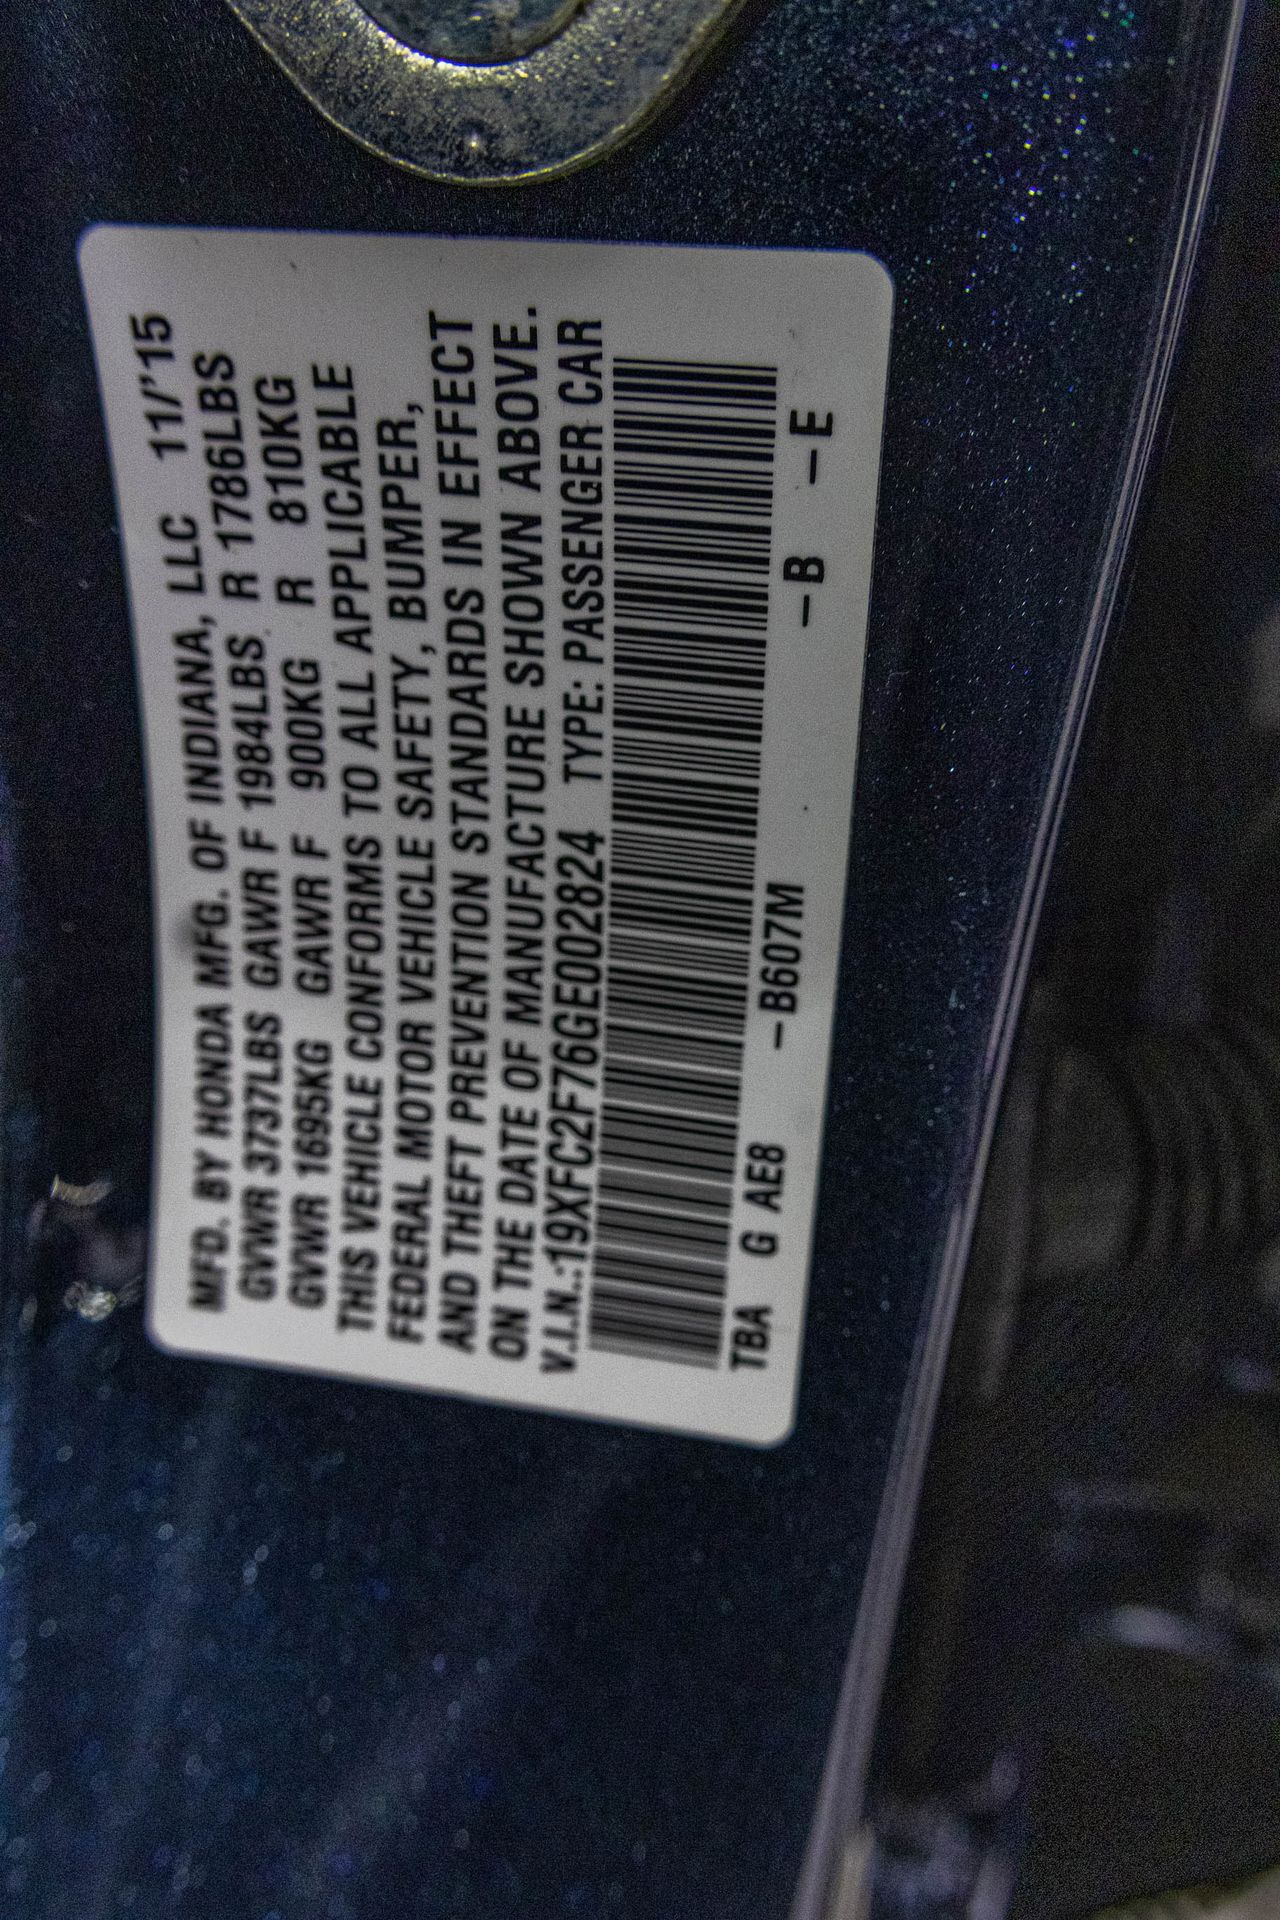 MFD. BY HONDA MFG. OF INDIANA, LLC 11/'15
GVWR 3737LBS GAWR F 1984LBS R 1786LBS
GVWR 1695KG GAWR F 900KG R 810KG
THIS VEHICLE CONFORMS TO ALL APPLICABLE
FEDERAL MOTOR VEHICLE SAFETY, BUMPER,
AND THEFT PREVENTION STANDARDS IN EFFECT
ON THE DATE OF MANUFACTURE SHOWN ABOVE.
V.I.N.:19XFC2F76GE002824 TYPE: PASSENGER CAR
TBA G AE8 –B607M –B –E